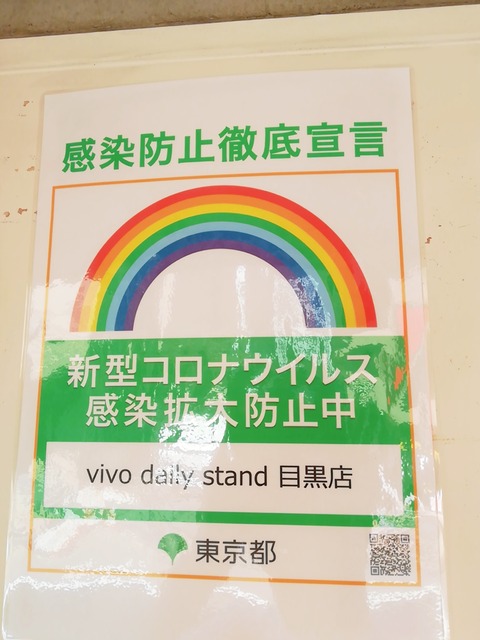 感染防止徹底宣言
新型コロナウイルス
感染拡大防止中
vivo daily stand 目黒店
東京都